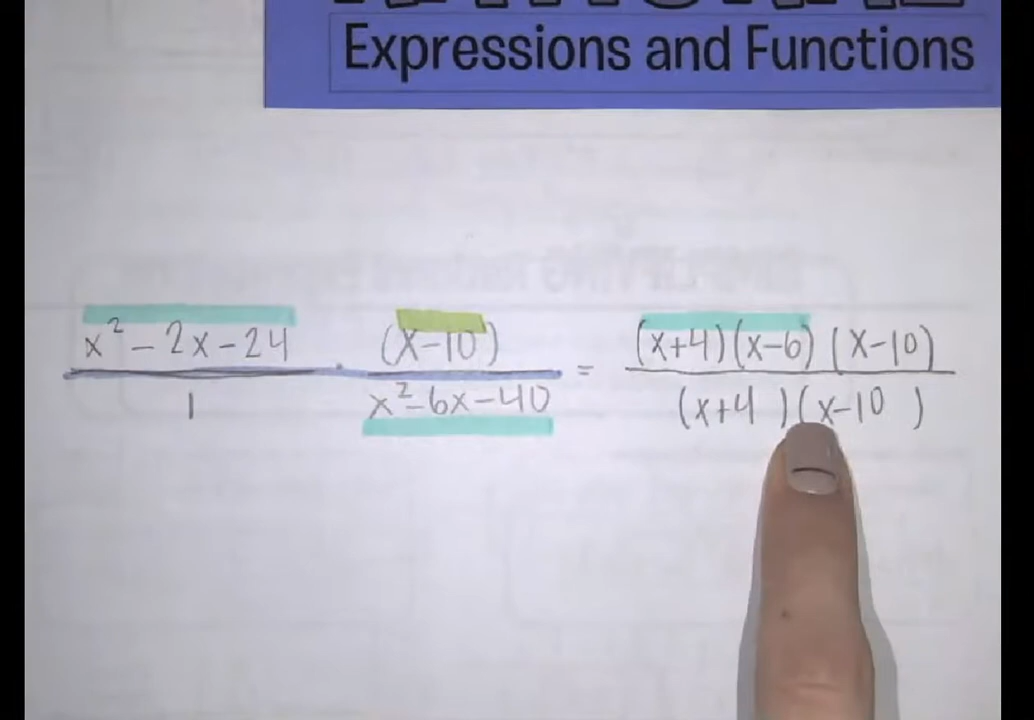 Expressions and Functions
x² - 2x - 24 / 1 · (x-10) / x² - 6x - 40 = (x+4)(x-6)(x-10) / (x+4)(x-10)